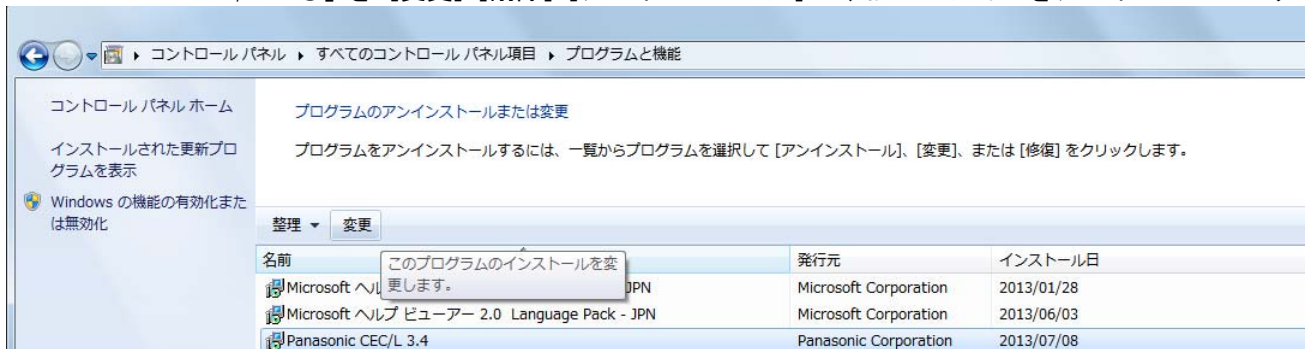 コントロール パネル ▸ すべてのコントロール パネル項目 ▸ プログラムと機能
コントロール パネル ホーム
インストールされた更新プロ
グラムを表示
Windows の機能の有効化また
は無効化
プログラムのアンインストールまたは変更
プログラムをアンインストールするには、一覧からプログラムを選択して [アンインストール]、[変更]、または [修復] をクリックします。
整理 変更
名前 発行元 インストール日
このプログラムのインストールを変
更します。
Microsoft JPN Microsoft Corporation 2013/01/28
Microsoft ヘルプ ビューアー 2.0 Language Pack - JPN Microsoft Corporation 2013/06/03
Panasonic CEC/L 3.4 Panasonic Corporation 2013/07/08